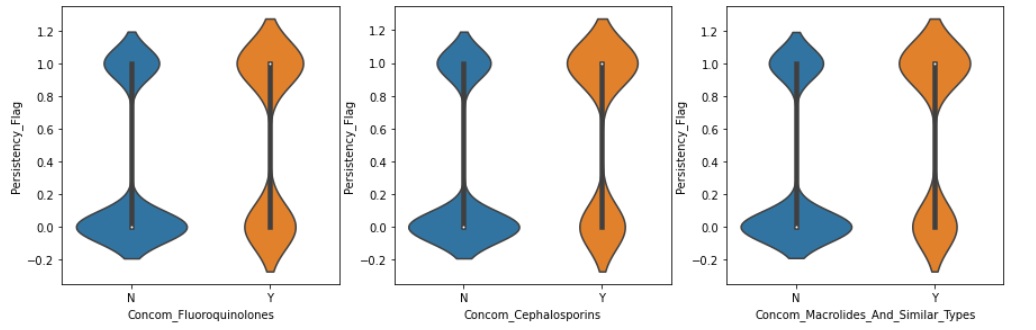 Persistency_Flag
1.2
1.0
0.8
0.6
0.4
0.2
0.0
−0.2
N Y
Concom_Fluoroquinolones
Persistency_Flag
1.2
1.0
0.8
0.6
0.4
0.2
0.0
−0.2
N Y
Concom_Cephalosporins
Persistency_Flag
1.2
1.0
0.8
0.6
0.4
0.2
0.0
−0.2
N Y
Concom_Macrolides_And_Similar_Types